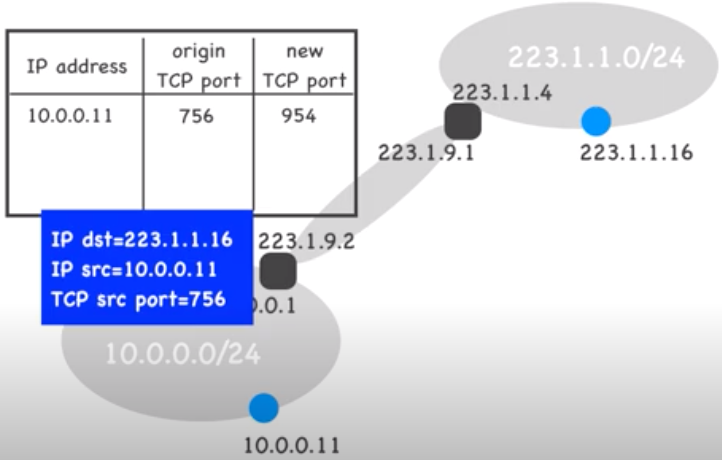 IP address
origin
TCP port
new
TCP port
10.0.0.11
756
954
223.1.1.0/24
223.1.1.4
223.1.9.1
223.1.1.16
IP dst=223.1.1.16
IP src=10.0.0.11
TCP src port=756
223.1.9.2
.0.1
10.0.0.0/24
10.0.0.11